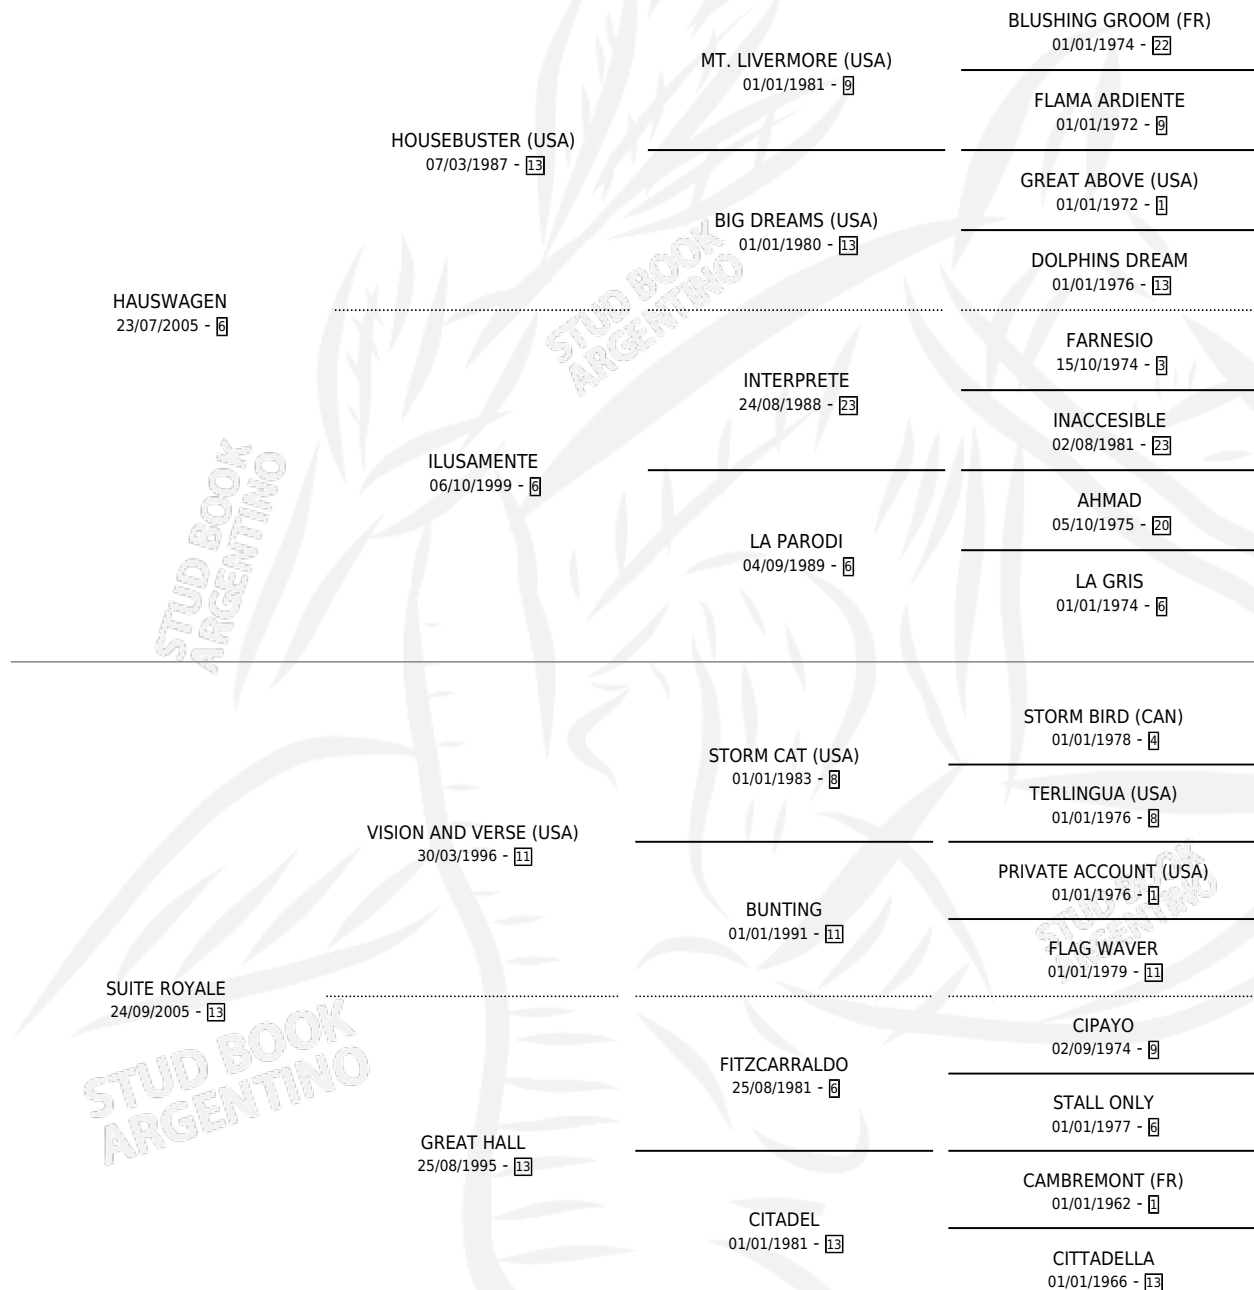 BLUSHING GROOM (FR)
01/01/1974 - 22
MT. LIVERMORE (USA)
01/01/1981 - 9
FLAMA ARDIENTE
01/01/1972 - 9
HOUSEBUSTER (USA)
07/03/1987 - 13
GREAT ABOVE (USA)
01/01/1972 - 1
BIG DREAMS (USA)
01/01/1980 - 13
DOLPHINS DREAM
01/01/1976 - 13
STUD BOOK
ARGENTINO
HAUSWAGEN
23/07/2005 - 6
FARNESIO
15/10/1974 - 3
INTERPRETE
24/08/1988 - 23
INACCESIBLE
02/08/1981 - 23
ILUSAMENTE
06/10/1999 - 6
AHMAD
05/10/1975 - 20
LA PARODI
04/09/1989 - 6
LA GRIS
01/01/1974 - 6
STUD BOOK
ARGENTINO
STORM BIRD (CAN)
01/01/1978 - 4
STORM CAT (USA)
01/01/1983 - 8
TERLINGUA (USA)
01/01/1976 - 8
VISION AND VERSE (USA)
30/03/1996 - 11
PRIVATE ACCOUNT (USA)
01/01/1976 - 1
BUNTING
01/01/1991 - 11
STUD BOOK
ARGENTINO
FLAG WAVER
01/01/1979 - 11
SUITE ROYALE
24/09/2005 - 13
CIPAYO
02/09/1974 - 9
FITZCARRALDO
25/08/1981 - 6
STUD BOOK
ARGENTINO
STALL ONLY
01/01/1977 - 6
GREAT HALL
25/08/1995 - 13
CAMBREMONT (FR)
01/01/1962 - 1
CITADEL
01/01/1981 - 13
CITTADELLA
01/01/1966 - 13